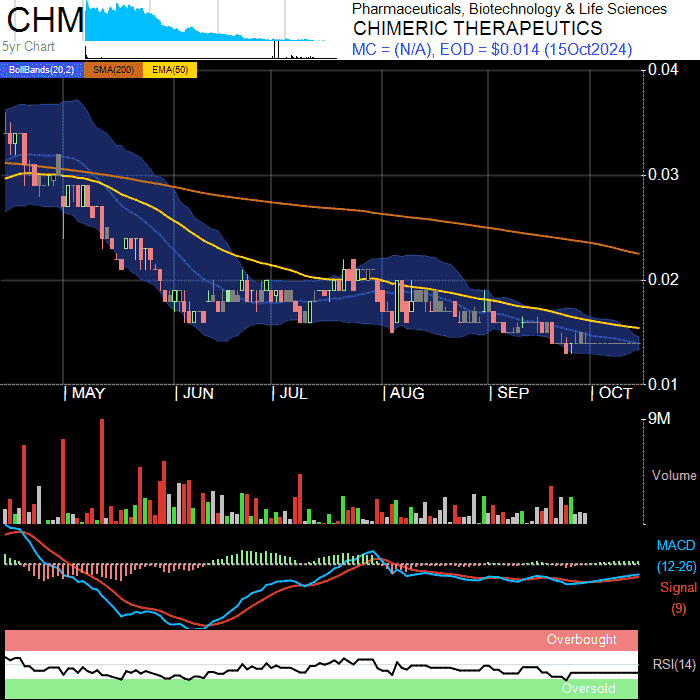 CHM
5yr Chart
Pharmaceuticals, Biotechnology & Life Sciences
CHIMERIC THERAPEUTICS
MC = (N/A), EOD = $0.014 (15Oct2024)
BollBands(20,2) SMA(200) EMA(50)
0.04
0.03
0.02
0.01
| MAY | JUN | JUL | AUG | SEP | OCT
9M
Volume
MACD
(12-26)
Signal
(9)
Overbought
RSI(14)
Oversold